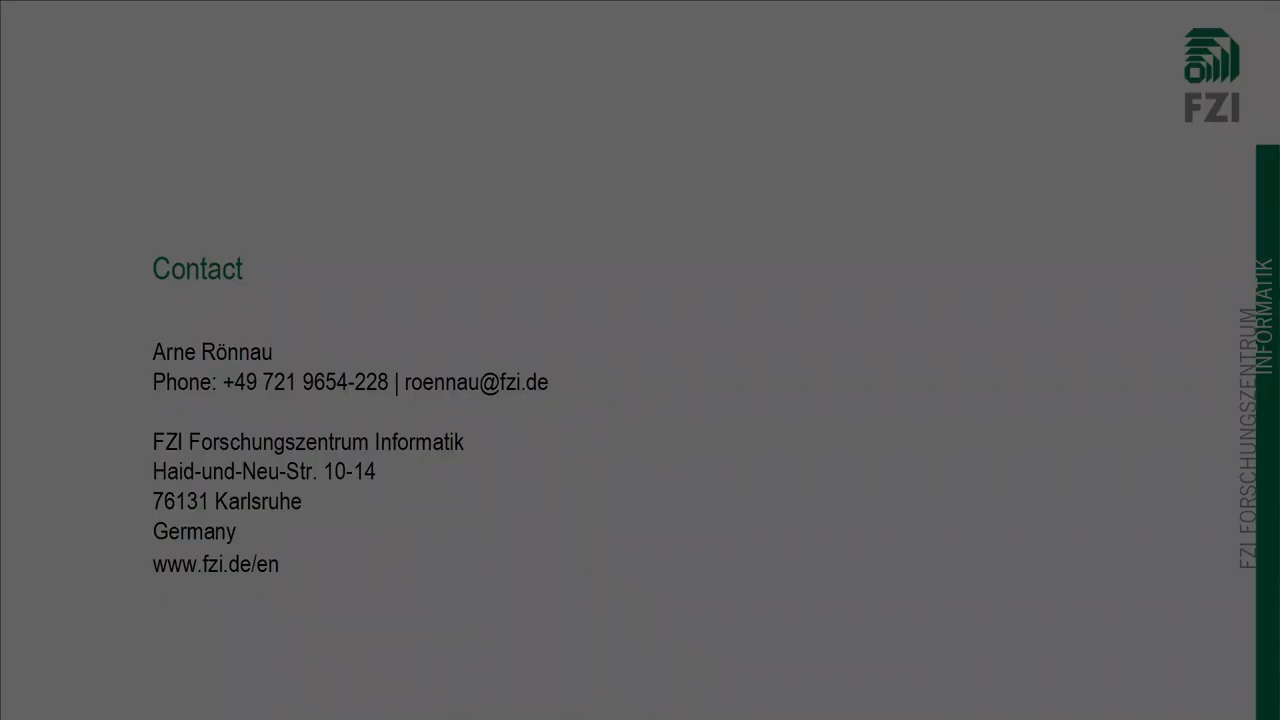 FZI
Contact
Arne Rönnau
Phone: +49 721 9654-228 | roennau@fzi.de
FZI Forschungszentrum Informatik
Haid-und-Neu-Str. 10-14
76131 Karlsruhe
Germany
www.fzi.de/en
FZI FORSCHUNGSZENTRUM
INFORMATIK